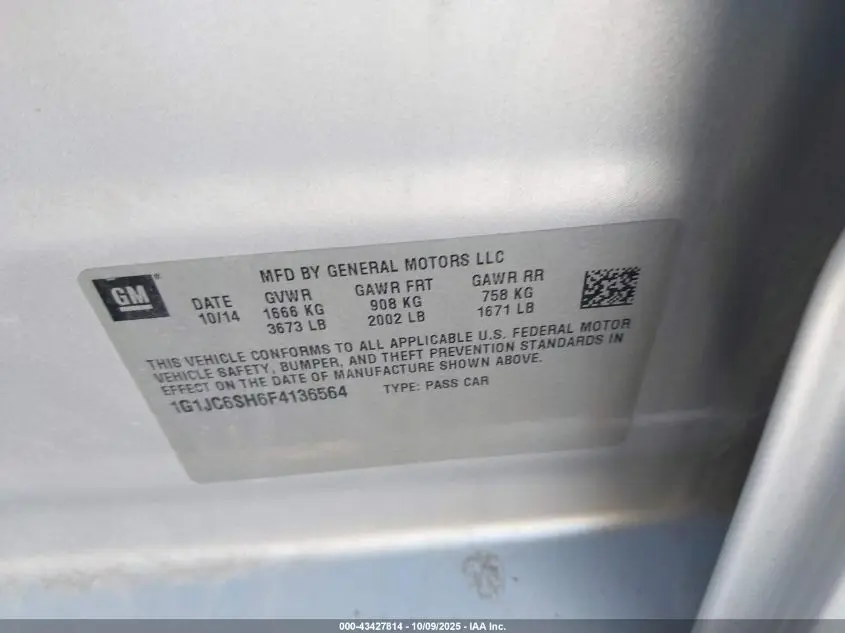 GM
MFD BY GENERAL MOTORS LLC
DATE GVWR GAWR FRT GAWR RR
10/14 1666 KG 908 KG 758 KG
3673 LB 2002 LB 1671 LB
THIS VEHICLE CONFORMS TO ALL APPLICABLE U.S. FEDERAL MOTOR
VEHICLE SAFETY, BUMPER, AND THEFT PREVENTION STANDARDS IN
EFFECT ON THE DATE OF MANUFACTURE SHOWN ABOVE.
1G1JC6SH6F4136564 TYPE: PASS CAR
000-43427814 - 10/09/2025 - IAA Inc.